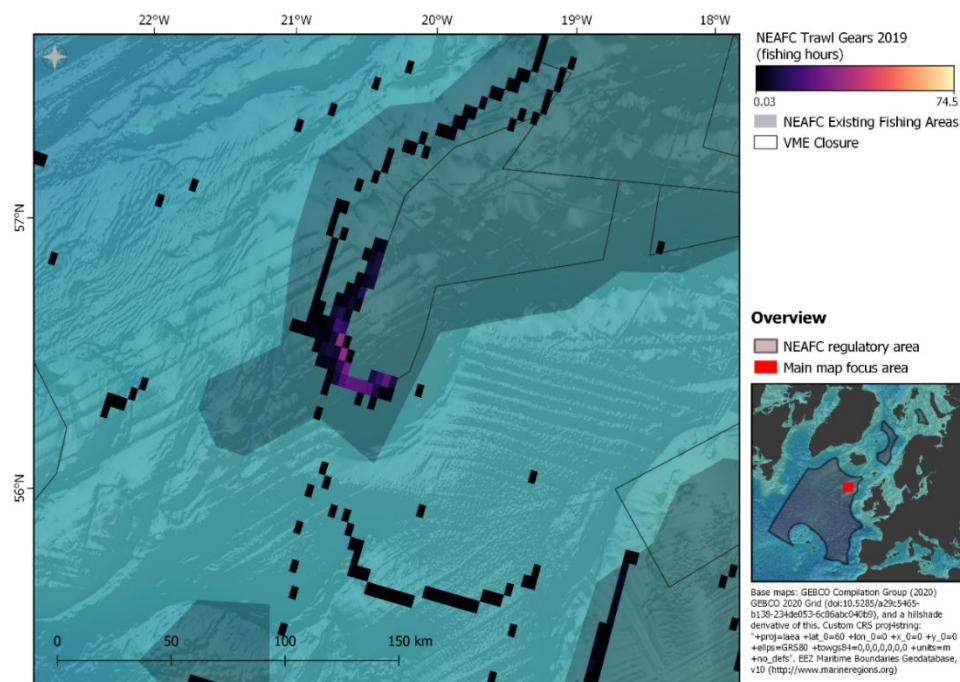 22°W 21°W 20°W 19°W 18°W
57°N
56°N
0 50 100 150 km
NEAFC Trawl Gears 2019
(fishing hours)
0.03 74.5
NEAFC Existing Fishing Areas
VME Closure
Overview
NEAFC regulatory area
Main map focus area
Base maps: GEBCO Compilation Group (2020)
GEBCO 2020 Grid (doi:10.5285/a29c5465-
b138-234de053-6c86abc040b9), and a hillshade
derivative of this. Custom CRS proj4string:
"+proj=laea +lat_0=60 +lon_0=0 +x_0=0 +y_0=0
+ellps=GRS80 +towgs84=0,0,0,0,0,0,0 +units=m
+no_defs". EEZ Maritime Boundaries Geodatabase,
v10 (http://www.marineregions.org)